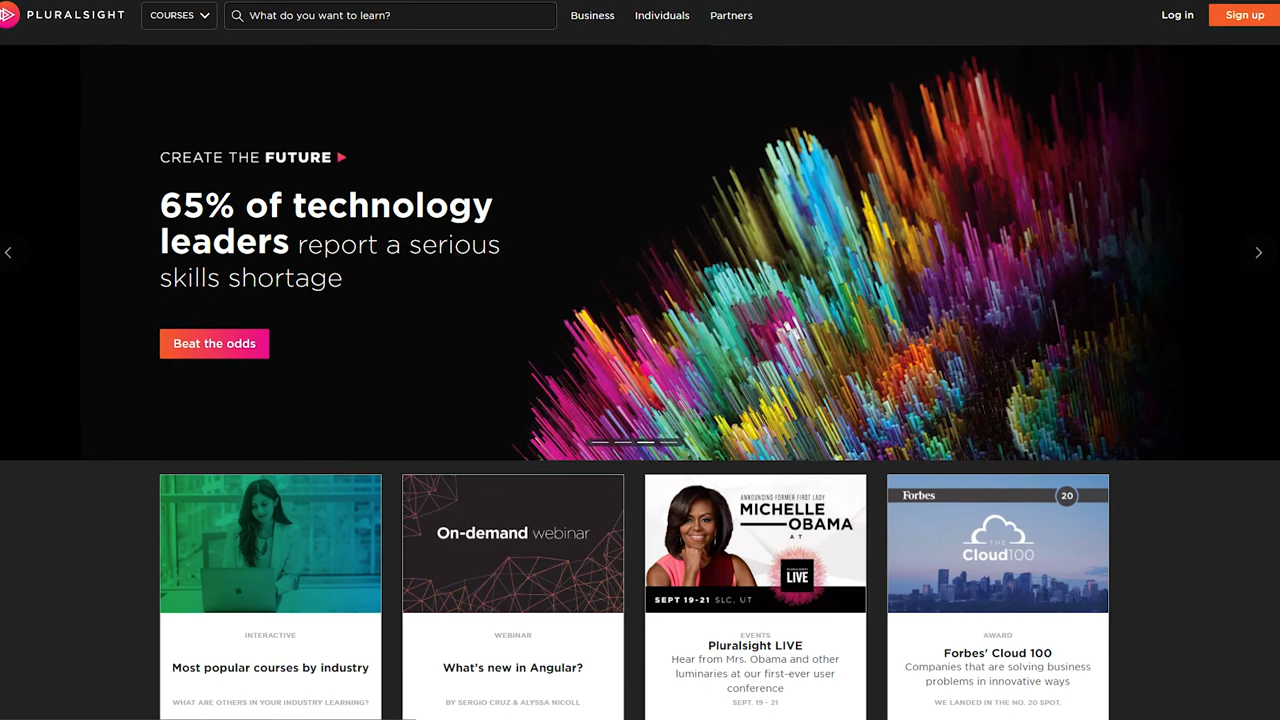 PLURALSIGHT
COURSES
What do you want to learn?
Business
Individuals
Partners
Log in
Sign up
CREATE THE FUTURE
65% of technology
leaders report a serious
skills shortage
Beat the odds
On-demand webinar
ANNOUNCING FORMER FIRST LADY
MICHELLE
OBAMA
AT
PLURALSIGHT
LIVE
SEPT 19-21 SLC, UT
Forbes
20
THE
Cloud100
INTERACTIVE
Most popular courses by industry
WHAT ARE OTHERS IN YOUR INDUSTRY LEARNING?
WEBINAR
What's new in Angular?
BY SERGIO CRUZ & ALYSSA NICOLL
EVENTS
Pluralsight LIVE
Hear from Mrs. Obama and other
luminaries at our first-ever user
conference
SEPT. 19 - 21
AWARD
Forbes' Cloud 100
Companies that are solving business
problems in innovative ways
WE LANDED IN THE NO. 20 SPOT.